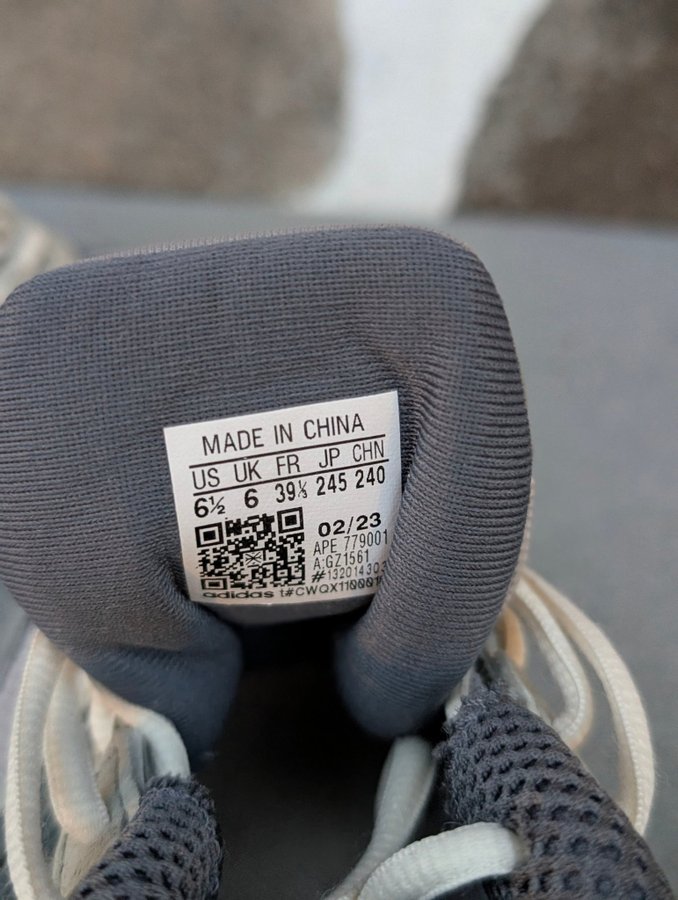 MADE IN CHINA
US UK FR JP CHN
6½ 6 39⅓ 245 240
02/23
APE 779001
A:GZ1561
adidas